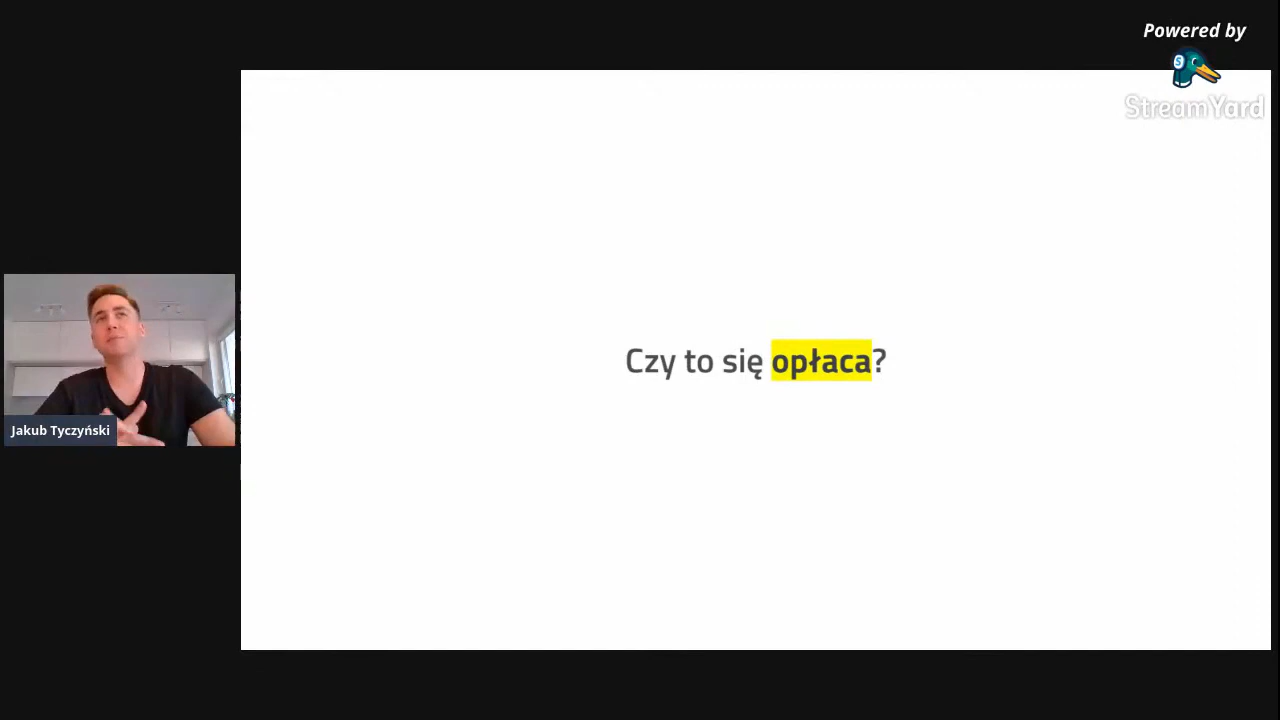 Powered by
S
StreamYard
Czy to się opłaca?
Jakub Tyczyński